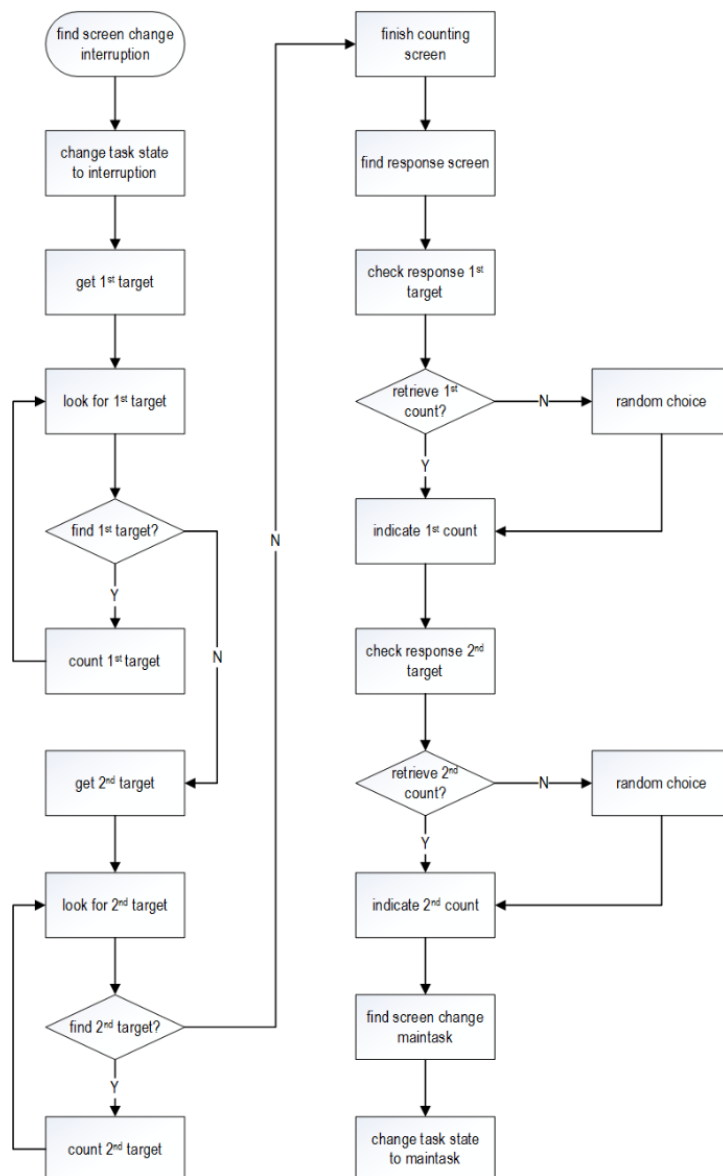 find screen change
interruption
change task state
to interruption
get 1st target
look for 1st target
find 1st target?
Y
N
count 1st target
get 2nd target
look for 2nd target
find 2nd target?
N
Y
count 2nd target
finish counting
screen
find response screen
check response 1st
target
retrieve 1st
count?
N
random choice
Y
indicate 1st count
check response 2nd
target
retrieve 2nd
count?
N
random choice
Y
indicate 2nd count
find screen change
maintask
change task state
to maintask